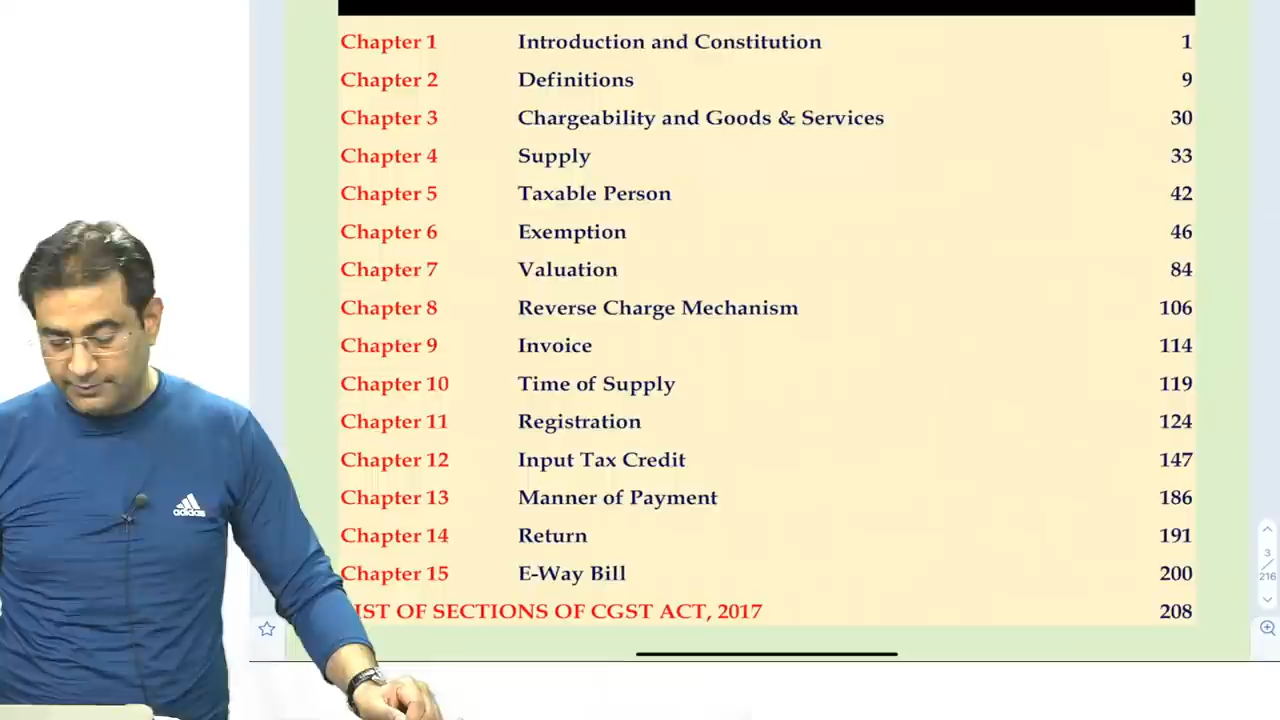 Chapter 1 Introduction and Constitution 1
Chapter 2 Definitions 9
Chapter 3 Chargeability and Goods & Services 30
Chapter 4 Supply 33
Chapter 5 Taxable Person 42
Chapter 6 Exemption 46
Chapter 7 Valuation 84
Chapter 8 Reverse Charge Mechanism 106
Chapter 9 Invoice 114
Chapter 10 Time of Supply 119
Chapter 11 Registration 124
Chapter 12 Input Tax Credit 147
Chapter 13 Manner of Payment 186
Chapter 14 Return 191
Chapter 15 E-Way Bill 200
IST OF SECTIONS OF CGST ACT, 2017 208
adidas
3
/
216